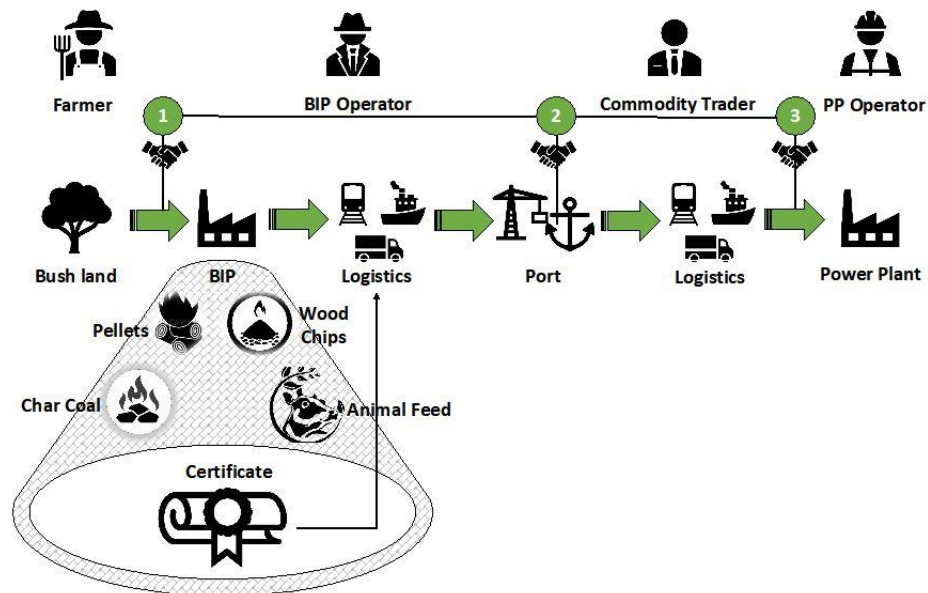 Farmer
BIP Operator
Commodity Trader
PP Operator
1
2
3
Bush land
BIP
Logistics
Port
Logistics
Power Plant
Pellets
Wood
Chips
Char Coal
Animal Feed
Certificate